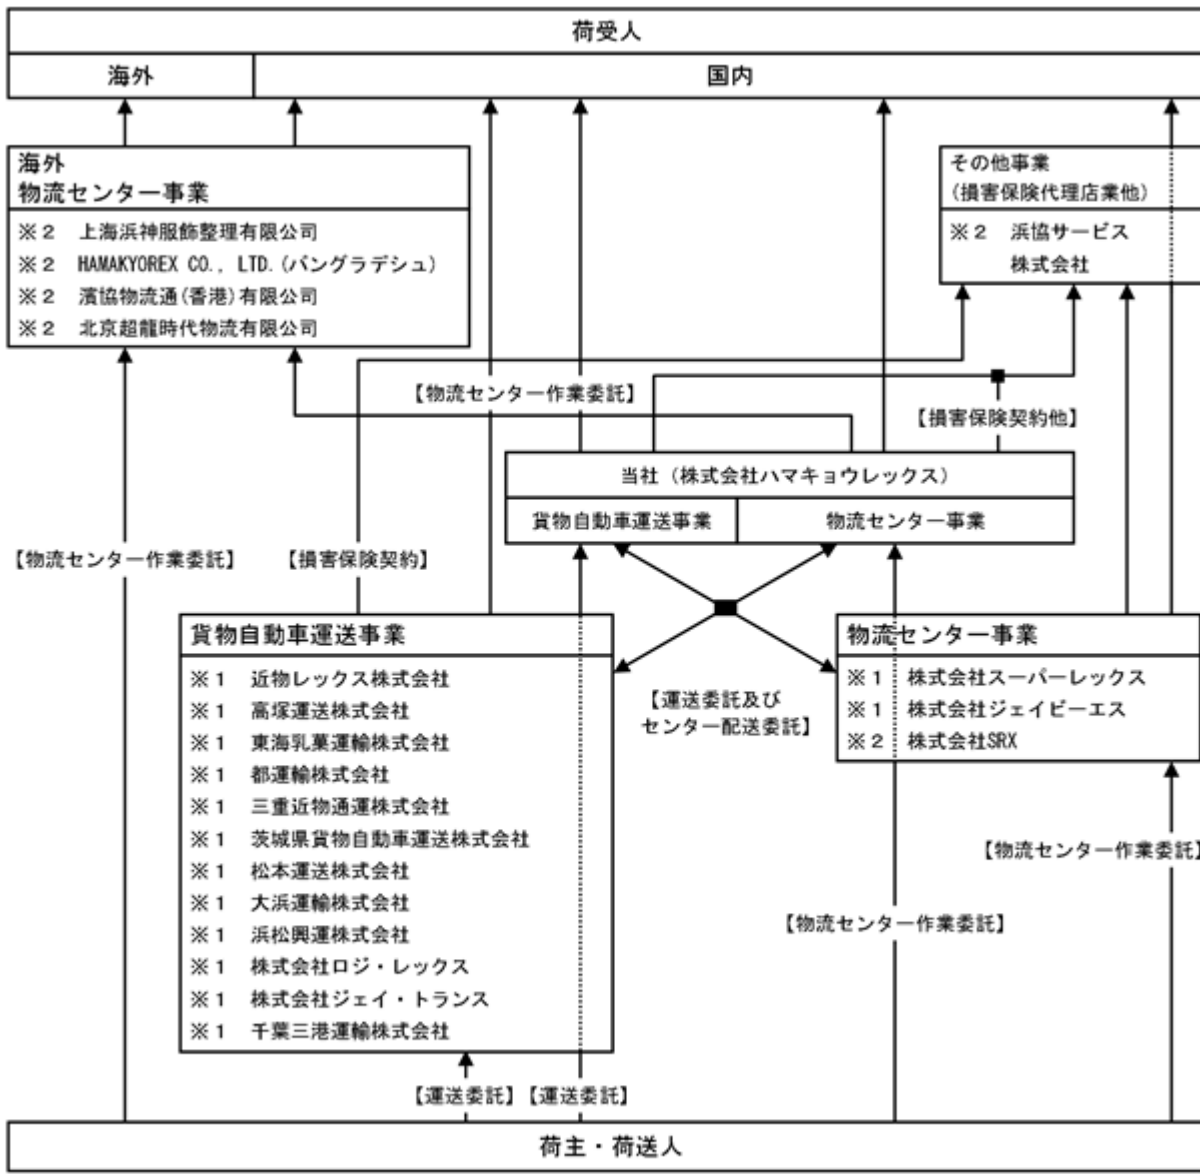 荷受人
海外
国内
海外
物流センター事業
※2 上海浜神服飾整理有限公司
※2 HAMAKYOREX CO., LTD.(バングラデシュ)
※2 濱協物流通(香港)有限公司
※2 北京超龍時代物流有限公司
その他事業
(損害保険代理店業他)
※2 浜協サービス
株式会社
【物流センター作業委託】
【損害保険契約他】
当社(株式会社ハマキョウレックス)
貨物自動車運送事業
物流センター事業
【物流センター作業委託】
【損害保険契約】
貨物自動車運送事業
※1 近物レックス株式会社
※1 高塚運送株式会社
※1 東海乳菓運輸株式会社
※1 都運輸株式会社
※1 三重近物通運株式会社
※1 茨城県貨物自動車運送株式会社
※1 松本運送株式会社
※1 大浜運輸株式会社
※1 浜松興運株式会社
※1 株式会社ロジ・レックス
※1 株式会社ジェイ・トランス
※1 千葉三港運輸株式会社
【運送委託及び
センター配送委託】
物流センター事業
※1 株式会社スーパーレックス
※1 株式会社ジェイビーエス
※2 株式会社SRX
【物流センター作業委託】
【物流センター作業委託】
【運送委託】
【運送委託】
荷主・荷送人